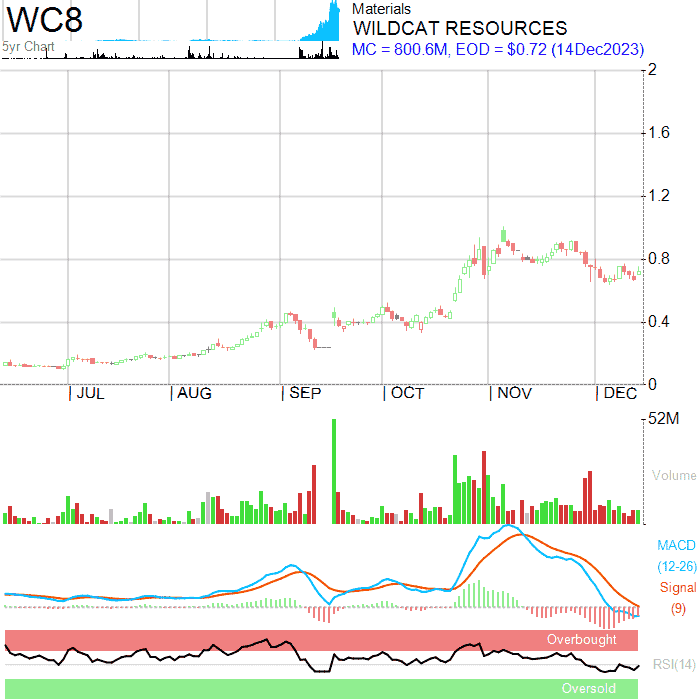 WC8
5yr Chart
Materials
WILDCAT RESOURCES
MC = 800.6M, EOD = $0.72 (14Dec2023)
2
1.6
1.2
0.8
0.4
0
JUL AUG SEP OCT NOV DEC
52M
Volume
MACD
(12-26)
Signal
(9)
Overbought
RSI(14)
Oversold